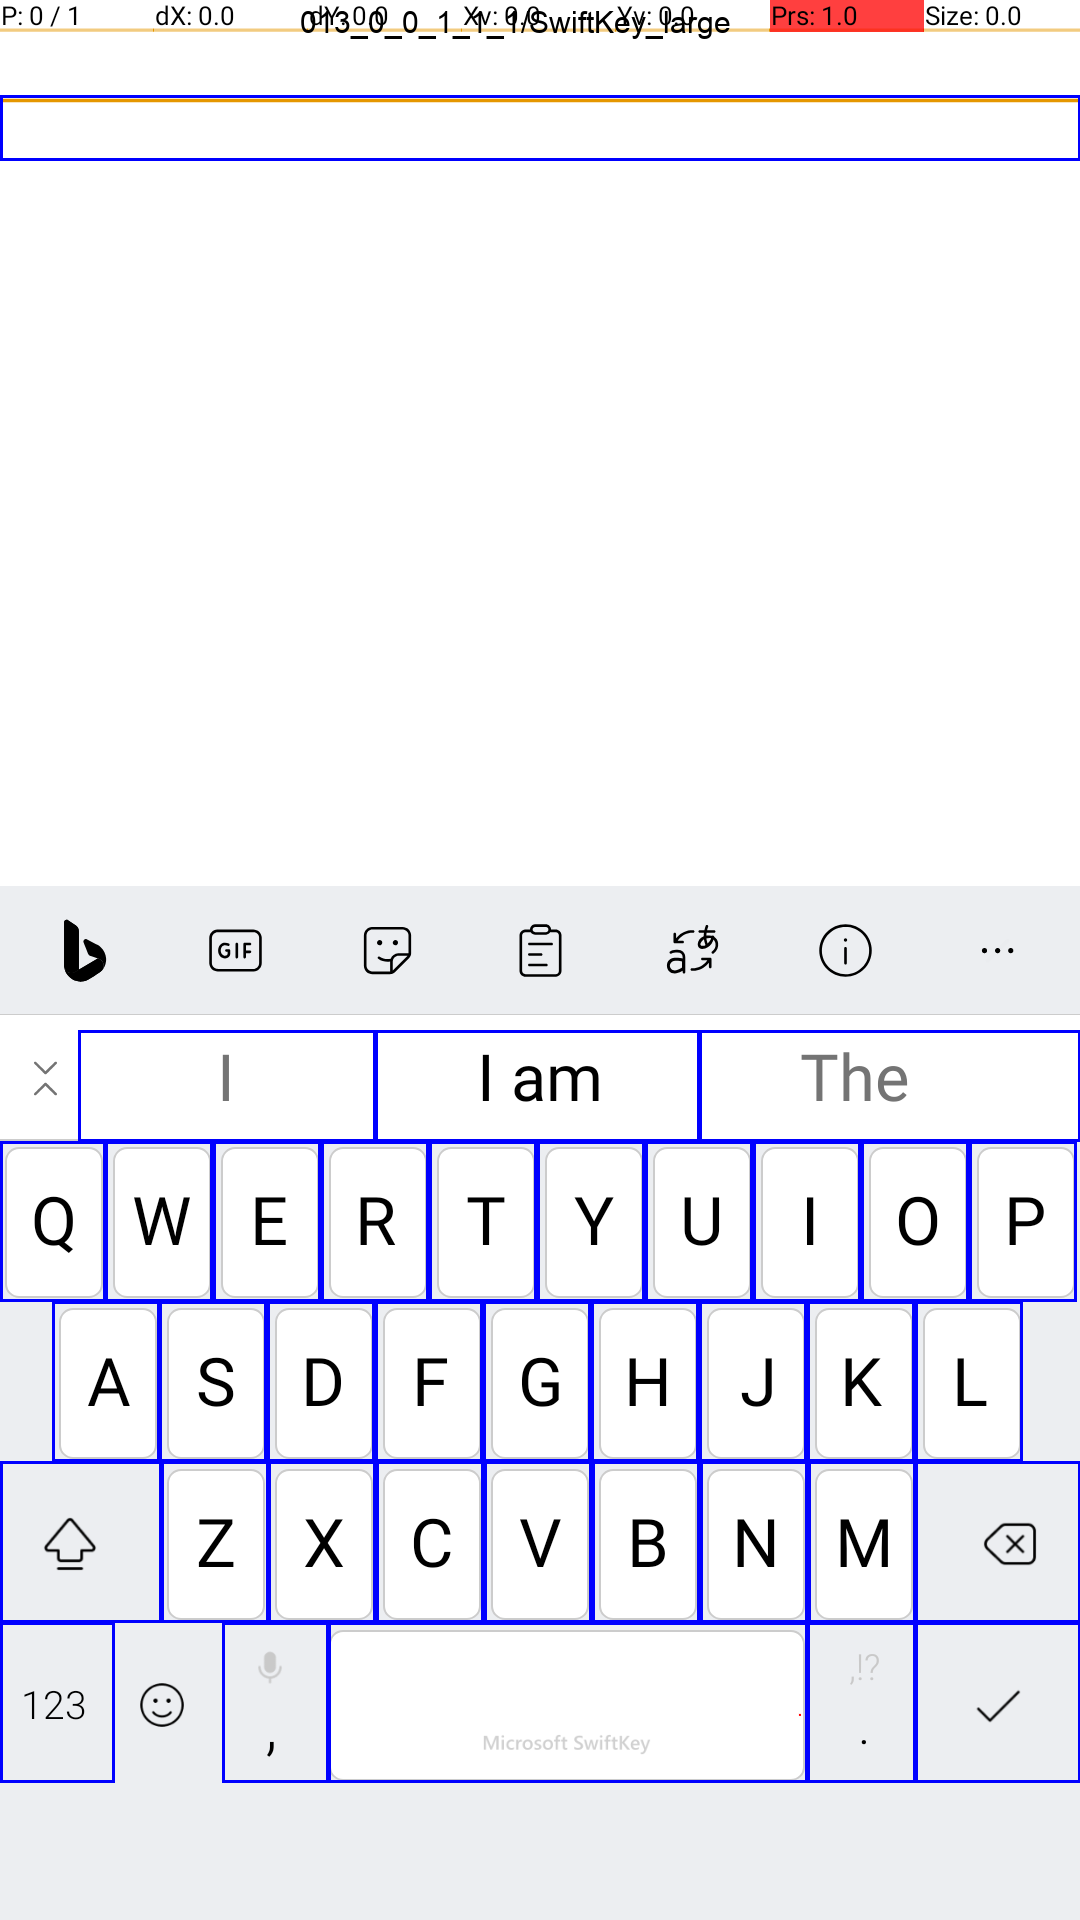 P: 0 / 1 dX: 0.0 dY: 0.0 Xv: 0.0 Yv: 0.0 Prs: 1.0 Size: 0.0
013_0_0_1_1_1/SwiftKey_large
GIF
I I am The
Q W E R T Y U I O P
A S D F G H J K L
Z X C V B N M
123 , Microsoft SwiftKey ,!? .